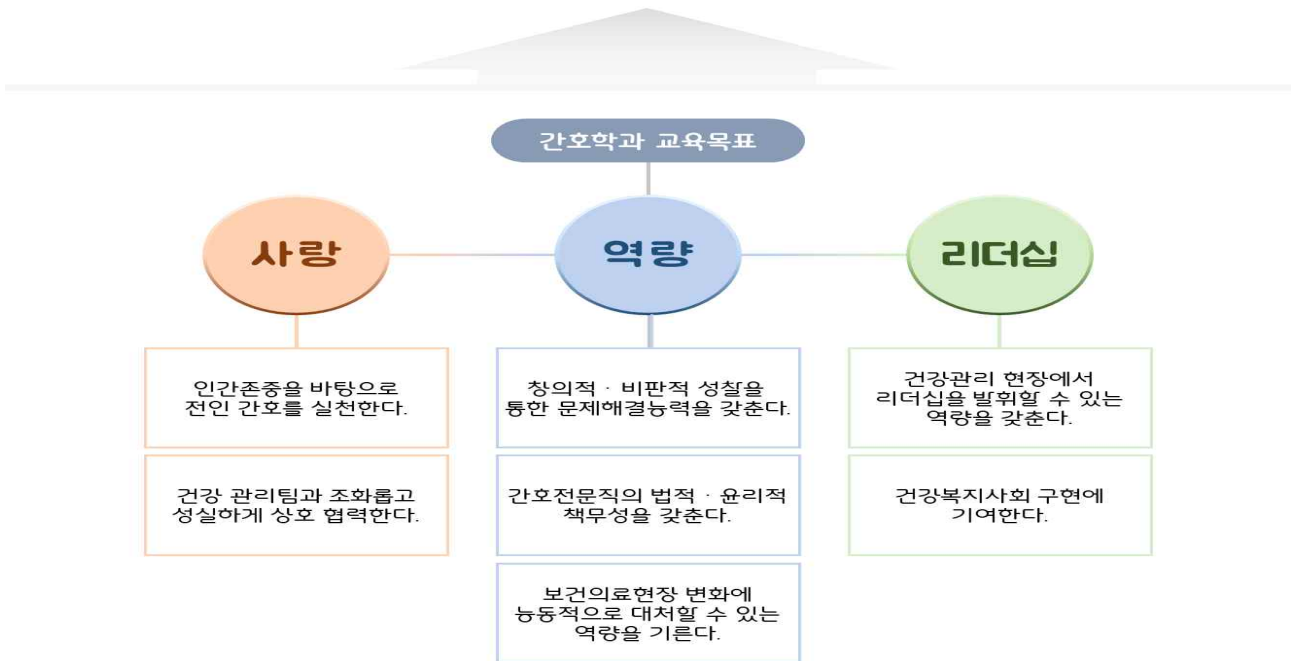 간호학과 교육목표
사랑
역량
리더십
인간존중을 바탕으로
전인 간호를 실천한다.
건강 관리팀과 조화롭고
성실하게 상호 협력한다.
창의적 · 비판적 성찰을
통한 문제해결능력을 갖춘다.
간호전문직의 법적 · 윤리적
책무성을 갖춘다.
보건의료현장 변화에
능동적으로 대처할 수 있는
역량을 기른다.
건강관리 현장에서
리더십을 발휘할 수 있는
역량을 갖춘다.
건강복지사회 구현에
기여한다.